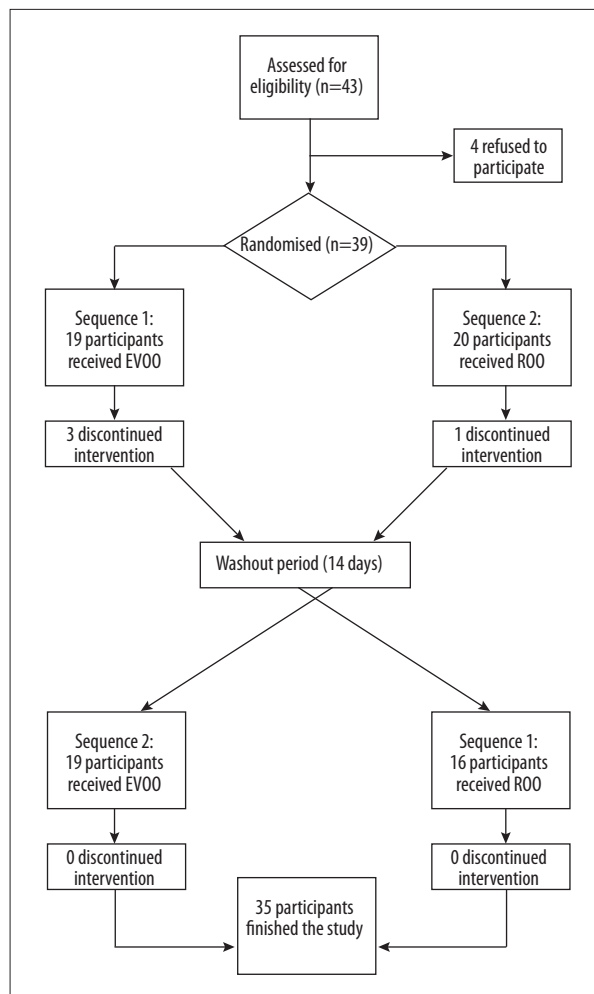 Assessed for
eligibility (n=43)
4 refused to
participate
Randomised (n=39)
Sequence 1:
19 participants
received EVOO
Sequence 2:
20 participants
received ROO
3 discontinued
intervention
1 discontinued
intervention
Washout period (14 days)
Sequence 2:
19 participants
received EVOO
Sequence 1:
16 participants
received ROO
0 discontinued
intervention
0 discontinued
intervention
35 participants
finished the study